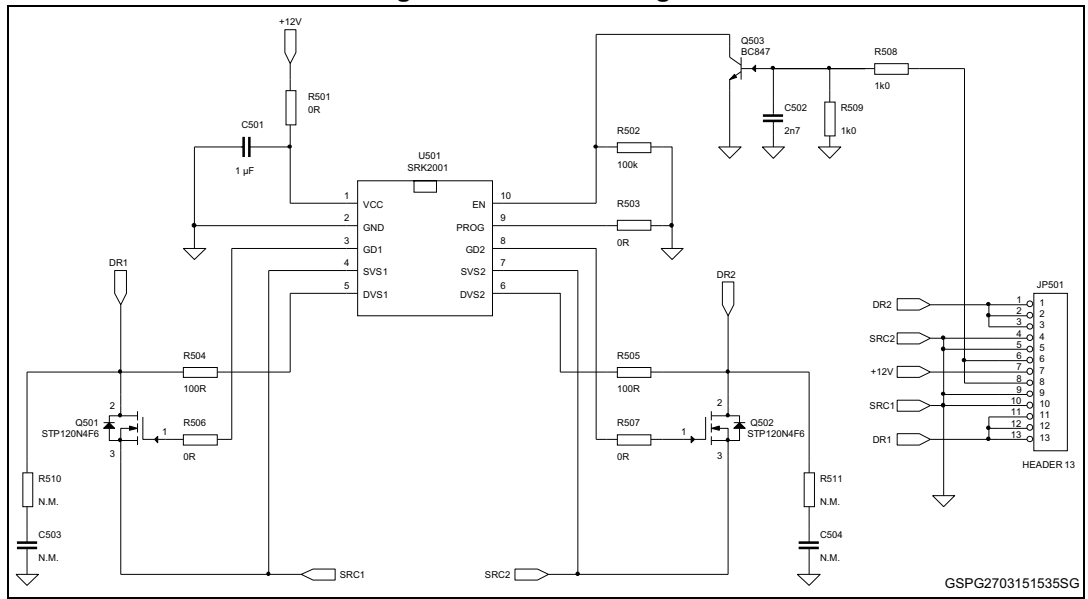 +12V
Q503
BC847
R508
1k0
R501
0R
C501
1 µF
C502
2n7
R509
1k0
R502
100k
U501
SRK2001
R503
0R
1 VCC
2 GND
3 GD1
4 SVS1
5 DVS1
10 EN
9 PROG
8 GD2
7 SVS2
6 DVS2
DR1
DR2
JP501
DR2
SRC2
+12V
SRC1
DR1
1 1
2 2
3 3
4 4
5 5
6 6
7 7
8 8
9 9
10 10
11 11
12 12
13 13
HEADER 13
R504
100R
R505
100R
2
Q501
STP120N4F6
1
3
R506
0R
R507
0R
1
2
Q502
STP120N4F6
3
R510
N.M.
C503
N.M.
R511
N.M.
C504
N.M.
SRC1
SRC2
GSPG2703151535SG